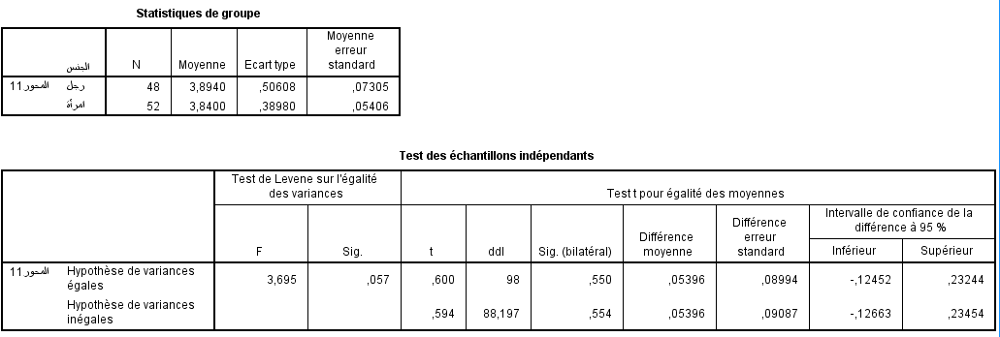 Statistiques de groupe
الجنس N Moyenne Ecart type Moyenne erreur standard
المحور11 رجل 48 3,8940 ,50608 ,07305
امرأة 52 3,8400 ,38980 ,05406
Test des échantillons indépendants
Test de Levene sur l'égalité des variances Test t pour égalité des moyennes
F Sig. t ddl Sig. (bilatéral) Différence moyenne Différence erreur standard Intervalle de confiance de la différence à 95 %
Inférieur Supérieur
المحور11 Hypothèse de variances égales 3,695 ,057 ,600 98 ,550 ,05396 ,08994 -,12452 ,23244
Hypothèse de variances inégales ,594 88,197 ,554 ,05396 ,09087 -,12663 ,23454